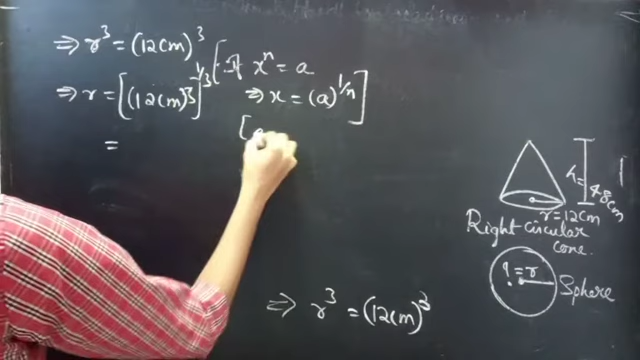 ⇒ r³ = (12cm)³
[∵ If xⁿ = a
⇒ r = [(12cm)³]^1/3 ⇒ x = (a)^1/n]
= [a
h = 48cm
r = 12cm
Right circular
cone.
? = r
Sphere
⇒ r³ = (12cm)³